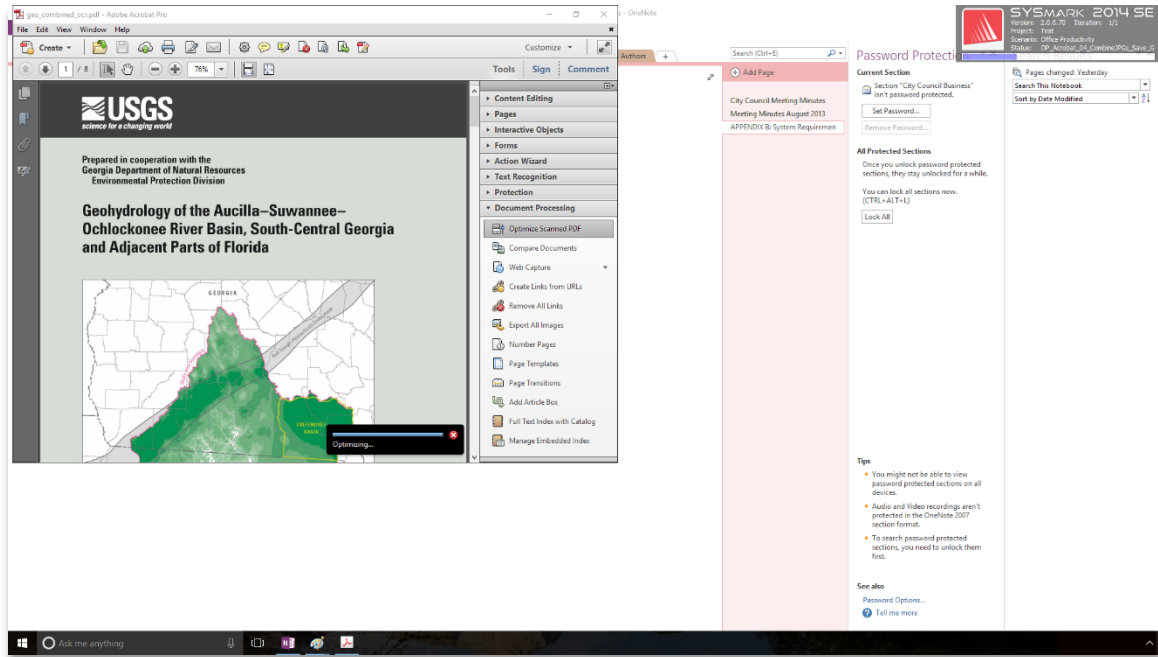 geo_combined_ocr.pdf - Adobe Acrobat Pro
File Edit View Window Help
Create
Customize
1 / 8
76%
Tools Sign Comment
USGS
science for a changing world
Prepared in cooperation with the
Georgia Department of Natural Resources
Environmental Protection Division
Geohydrology of the Aucilla–Suwannee–
Ochlockonee River Basin, South-Central Georgia
and Adjacent Parts of Florida
GEORGIA
BASIN
Optimizing...
Content Editing
Pages
Interactive Objects
Forms
Action Wizard
Text Recognition
Protection
Document Processing
Optimize Scanned PDF
Compare Documents
Web Capture
Create Links from URLs
Remove All Links
Export All Images
Number Pages
Page Templates
Page Transitions
Add Article Box
Full Text Index with Catalog
Manage Embedded Index
s - OneNote
Authors +
Search (Ctrl+E)
Add Page
City Council Meeting Minutes
Meeting Minutes August 2013
APPENDIX B: System Requiremen
Password Protecti
Current Section
Section "City Council Business"
isn't password protected.
Set Password...
Remove Password...
All Protected Sections
Once you unlock password protected
sections, they stay unlocked for a while.
You can lock all sections now.
(CTRL+ALT+L)
Lock All
Tips
You might not be able to view
password protected sections on all
devices.
Audio and Video recordings aren't
protected in the OneNote 2007
section format.
To search password protected
sections, you need to unlock them
first.
See also
Password Options...
Tell me more
SYSMARK 2014 SE
Version: 2.0.0.70 Iteration: 1/1
Project: Test
Scenario: Office Productivity
Status: OP_Acrobat_04_CombineJPGs_Save_G
Pages changed: Yesterday
Search This Notebook
Sort by Date Modified
Ask me anything